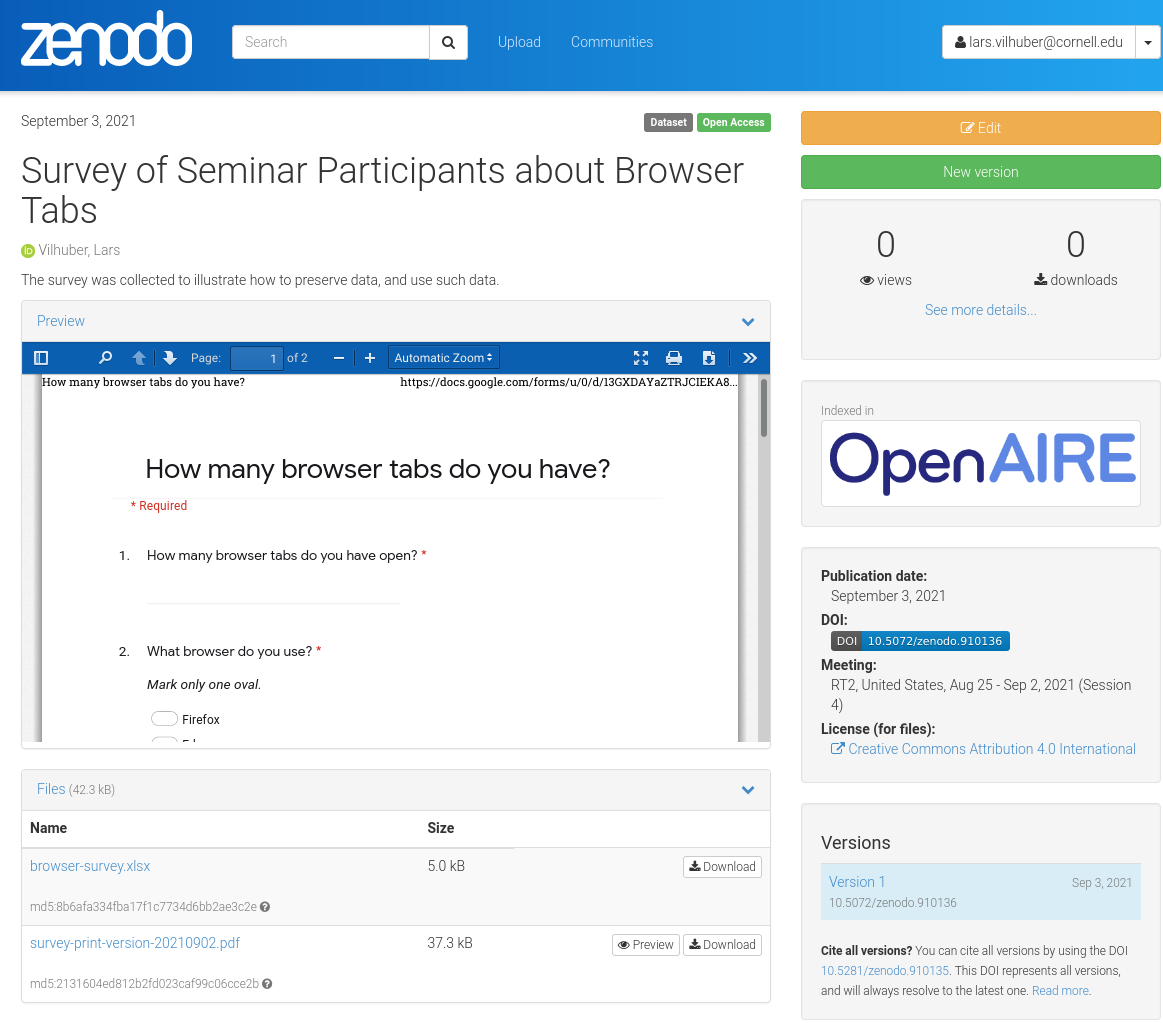 zenodo
Search
Upload
Communities
lars.vilhuber@cornell.edu
September 3, 2021
Dataset
Open Access
Survey of Seminar Participants about Browser
Tabs
iD Vilhuber, Lars
The survey was collected to illustrate how to preserve data, and use such data.
Preview
Page: 1 of 2
Automatic Zoom
How many browser tabs do you have?
https://docs.google.com/forms/u/0/d/13GXDAYaZTRJCIEKA8...
How many browser tabs do you have?
* Required
1. How many browser tabs do you have open? *
2. What browser do you use? *
Mark only one oval.
Firefox
Files (42.3 kB)
Name Size
browser-survey.xlsx 5.0 kB Download
md5:8b6afa334fba17f1c7734d6bb2ae3c2e
survey-print-version-20210902.pdf 37.3 kB Preview Download
md5:2131604ed812b2fd023caf99c06cce2b
Edit
New version
0 0
views downloads
See more details...
Indexed in
OpenAIRE
Publication date:
September 3, 2021
DOI:
DOI 10.5072/zenodo.910136
Meeting:
RT2, United States, Aug 25 - Sep 2, 2021 (Session
4)
License (for files):
Creative Commons Attribution 4.0 International
Versions
Version 1 Sep 3, 2021
10.5072/zenodo.910136
Cite all versions? You can cite all versions by using the DOI
10.5281/zenodo.910135. This DOI represents all versions,
and will always resolve to the latest one. Read more.